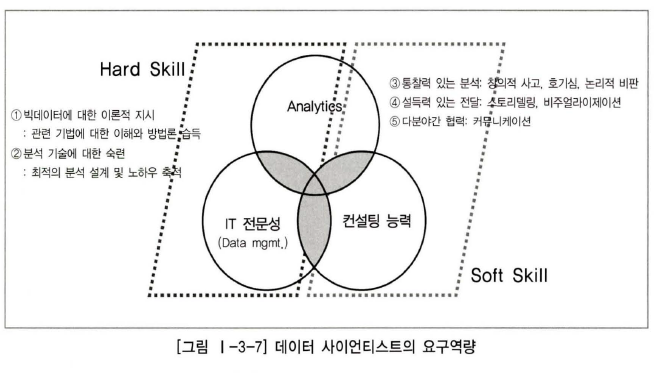 Hard Skill
① 빅데이터에 대한 이론적 지시
: 관련 기법에 대한 이해와 방법론 습득
② 분석 기술에 대한 숙련
: 최적의 분석 설계 및 노하우 축적
③ 통찰력 있는 분석: 창의적 사고, 호기심, 논리적 비판
④ 설득력 있는 전달: 스토리텔링, 비주얼라이제이션
⑤ 다분야간 협력: 커뮤니케이션
Analytics
IT 전문성
(Data mgmt.)
컨설팅 능력
Soft Skill
[그림 Ⅰ-3-7] 데이터 사이언티스트의 요구역량